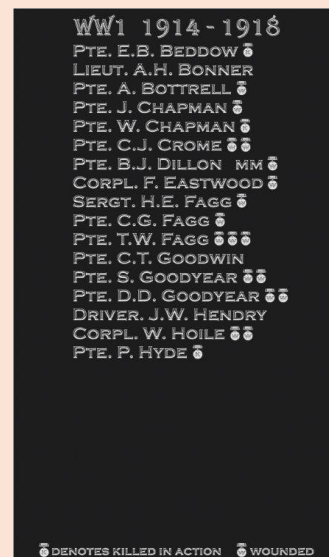 WW1 1914-1918
PTE. E.B. BEDDOW
LIEUT. A.H. BONNER
PTE. A. BOTTRELL
PTE. J. CHAPMAN
PTE. W. CHAPMAN
PTE. C.J. CROME
PTE. B.J. DILLON MM
CORPL. F. EASTWOOD
SERGT. H.E. FAGG
PTE. C.G. FAGG
PTE. T.W. FAGG
PTE. C.T. GOODWIN
PTE. S. GOODYEAR
PTE. D.D. GOODYEAR
DRIVER. J.W. HENDRY
CORPL. W. HOILE
PTE. P. HYDE
DENOTES KILLED IN ACTION WOUNDED